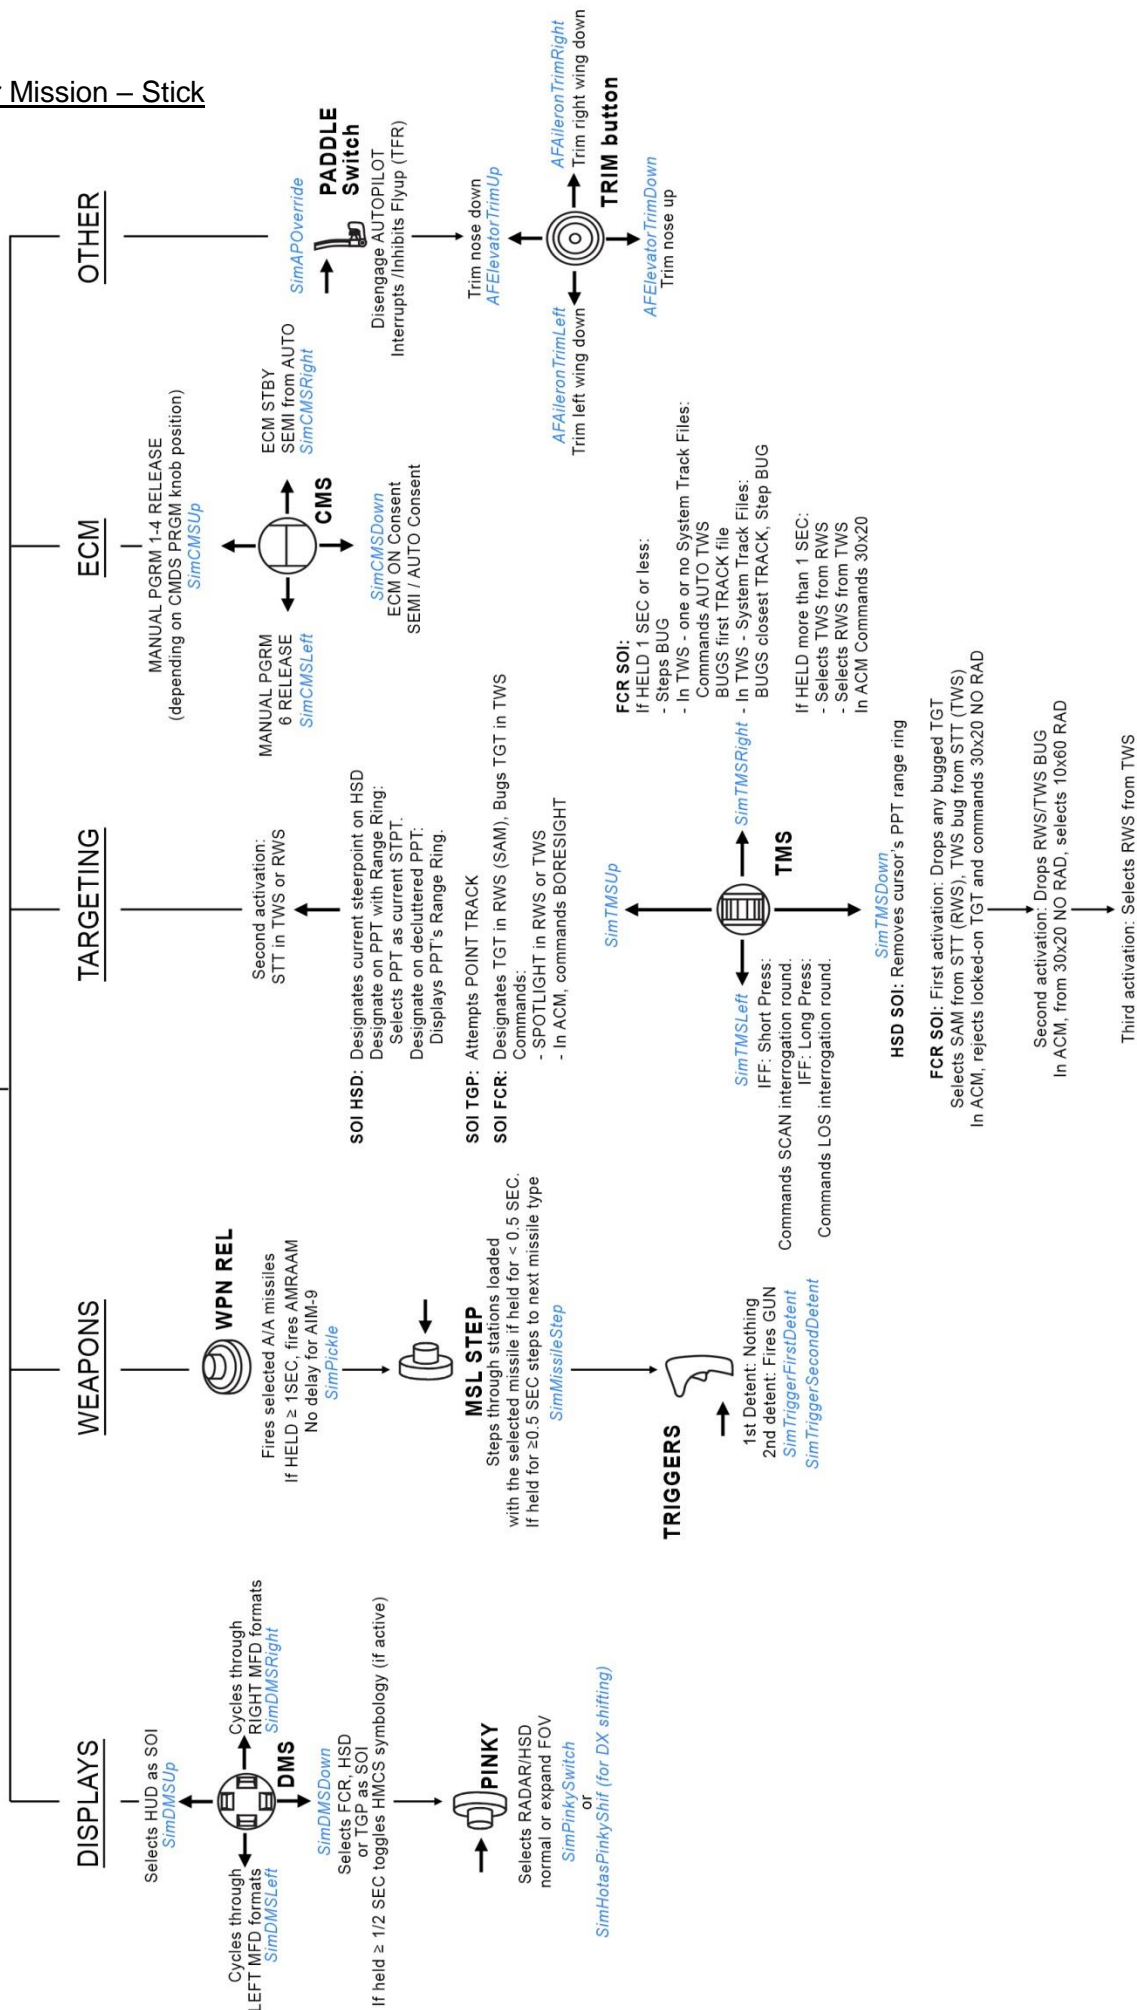 r Mission – Stick
DISPLAYS
Selects HUD as SOI
SimDMSUp
Cycles through
LEFT MFD formats
SimDMSLeft
Cycles through
RIGHT MFD formats
SimDMSRight
DMS
SimDMSDown
Selects FCR, HSD
or TGP as SOI
If held ≥ 1/2 SEC toggles HMCS symbology (if active)
PINKY
Selects RADAR/HSD
normal or expand FOV
SimPinkySwitch
or
SimHotasPinkyShif (for DX shifting)
WEAPONS
WPN REL
Fires selected A/A missiles
If HELD ≥ 1SEC, fires AMRAAM
No delay for AIM-9
SimPickle
MSL STEP
Steps through stations loaded
with the selected missile if held for < 0.5 SEC.
If held for ≥0.5 SEC steps to next missile type
SimMissileStep
TRIGGERS
1st Detent: Nothing
2nd detent: Fires GUN
SimTriggerFirstDetent
SimTriggerSecondDetent
TARGETING
Second activation:
STT in TWS or RWS
SOI HSD: Designates current steerpoint on HSD
Designate on PPT with Range Ring:
Selects PPT as current STPT.
Designate on decluttered PPT:
Displays PPT's Range Ring.
SOI TGP: Attempts POINT TRACK
SOI FCR: Designates TGT in RWS (SAM), Bugs TGT in TWS
Commands:
- SPOTLIGHT in RWS or TWS
- In ACM, commands BORESIGHT
SimTMSUp
SimTMSLeft
IFF: Short Press:
Commands SCAN interrogation round.
IFF: Long Press:
Commands LOS interrogation round.
TMS
SimTMSRight
FCR SOI:
If HELD 1 SEC or less:
- Steps BUG
- In TWS - one or no System Track Files:
Commands AUTO TWS
BUGS first TRACK file
- In TWS - System Track Files:
BUGS closest TRACK, Step BUG
If HELD more than 1 SEC:
- Selects TWS from RWS
- Selects RWS from TWS
In ACM Commands 30x20
SimTMSDown
HSD SOI: Removes cursor's PPT range ring
FCR SOI: First activation: Drops any bugged TGT
Selects SAM from STT (RWS), TWS bug from STT (TWS)
In ACM, rejects locked-on TGT and commands 30x20 NO RAD
Second activation: Drops RWS/TWS BUG
In ACM, from 30x20 NO RAD, selects 10x60 RAD
Third activation: Selects RWS from TWS
ECM
MANUAL PGRM 1-4 RELEASE
(depending on CMDS PRGM knob position)
SimCMSUp
MANUAL PGRM
6 RELEASE
SimCMSLeft
ECM STBY
SEMI from AUTO
SimCMSRight
CMS
SimCMSDown
ECM ON Consent
SEMI / AUTO Consent
OTHER
SimAPOverride
PADDLE
Switch
Disengage AUTOPILOT
Interrupts /Inhibits Flyup (TFR)
Trim nose down
AFElevatorTrimUp
AFAileronTrimLeft
Trim left wing down
AFAileronTrimRight
Trim right wing down
TRIM button
AFElevatorTrimDown
Trim nose up